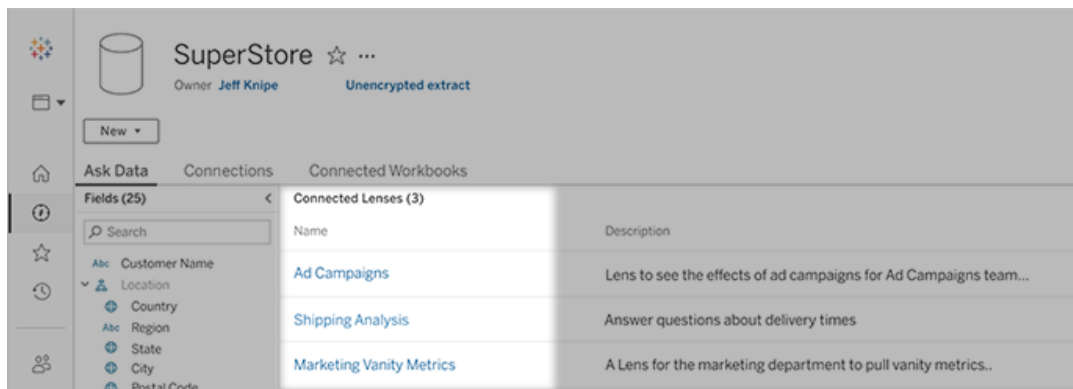 SuperStore ☆ ...
Owner Jeff Knipe Unencrypted extract
New
Ask Data Connections Connected Workbooks
Fields (25)
Search
Abc Customer Name
Location
Country
Abc Region
State
City
Postal Code
Connected Lenses (3)
Name Description
Ad Campaigns Lens to see the effects of ad campaigns for Ad Campaigns team...
Shipping Analysis Answer questions about delivery times
Marketing Vanity Metrics A Lens for the marketing department to pull vanity metrics..